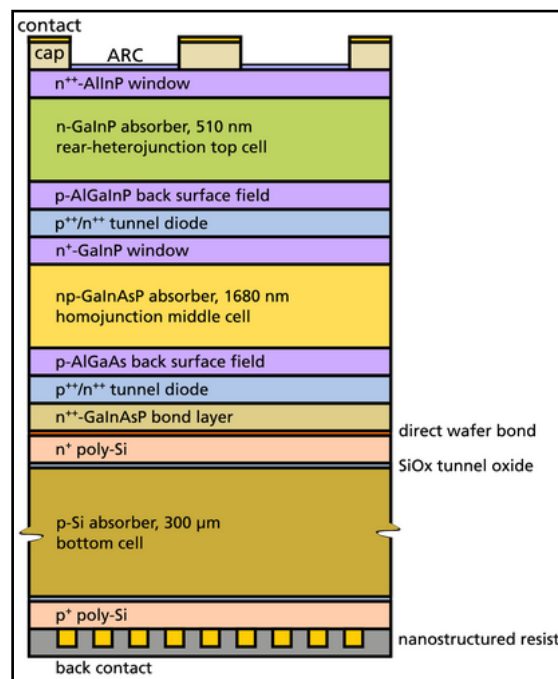 contact
cap
ARC
n⁺⁺-AlInP window
n-GaInP absorber, 510 nm
rear-heterojunction top cell
p-AlGaInP back surface field
p⁺⁺/n⁺⁺ tunnel diode
n⁺-GaInP window
np-GaInAsP absorber, 1680 nm
homojunction middle cell
p-AlGaAs back surface field
p⁺⁺/n⁺⁺ tunnel diode
n⁺⁺-GaInAsP bond layer
direct wafer bond
n⁺ poly-Si
SiOx tunnel oxide
p-Si absorber, 300 µm
bottom cell
p⁺ poly-Si
nanostructured resist
back contact